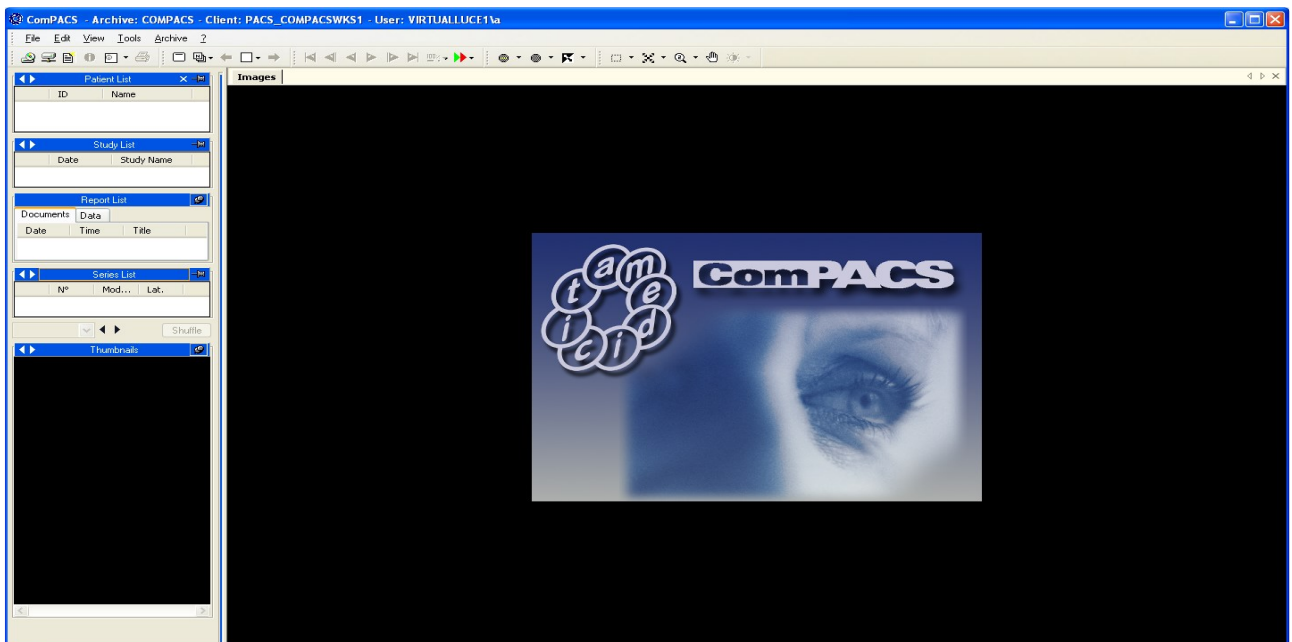 ComPACS - Archive: COMPACS - Client: PACS_COMPACSWKS1 - User: VIRTUALLUCE1\a
File Edit View Tools Archive ?
Patient List
ID Name
Study List
Date Study Name
Report List
Documents Data
Date Time Title
Series List
N° Mod... Lat.
Shuffle
Thumbnails
Images
medicitam
ComPACS